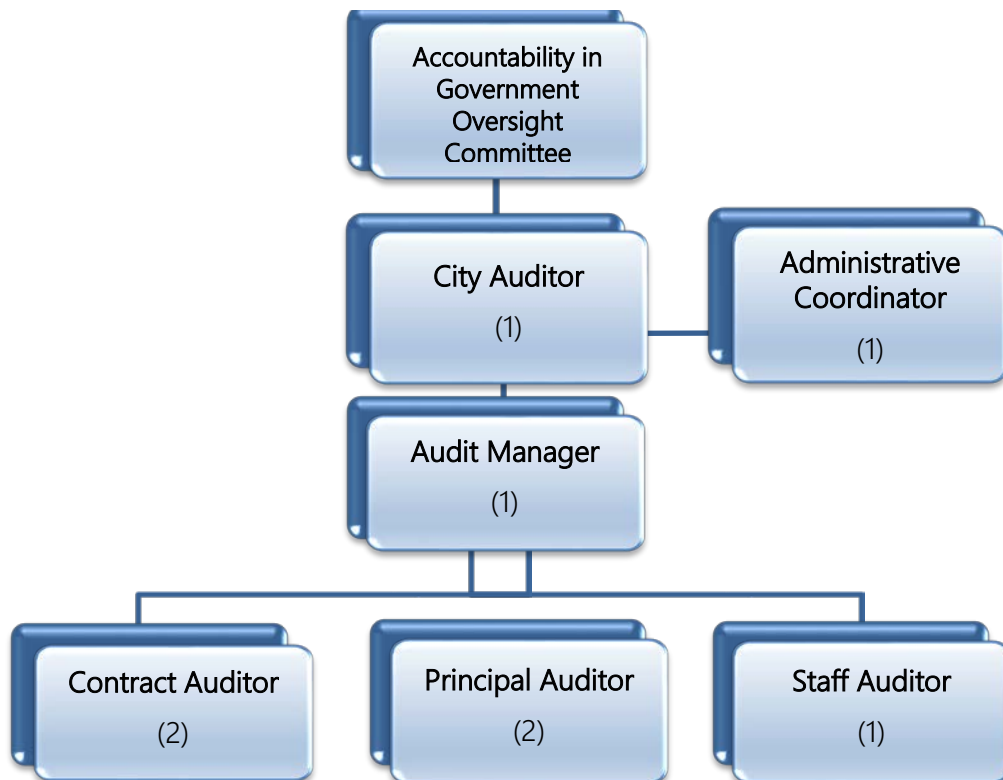 Accountability in
Government
Oversight
Committee
City Auditor
(1)
Administrative
Coordinator
(1)
Audit Manager
(1)
Contract Auditor
(2)
Principal Auditor
(2)
Staff Auditor
(1)